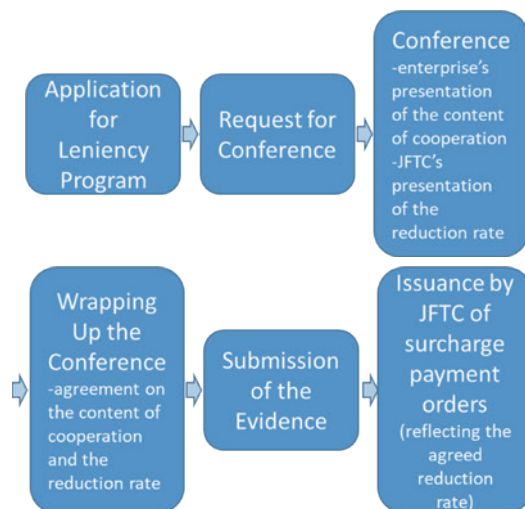 Application
for
Leniency
Program
Request for
Conference
Conference
-enterprise's
presentation
of the content
of cooperation
-JFTC's
presentation
of the
reduction rate
Wrapping
Up the
Conference
-agreement on
the content of
cooperation
and the
reduction rate
Submission
of the
Evidence
Issuance by
JFTC of
surcharge
payment
orders
(reflecting the
agreed
reduction
rate)